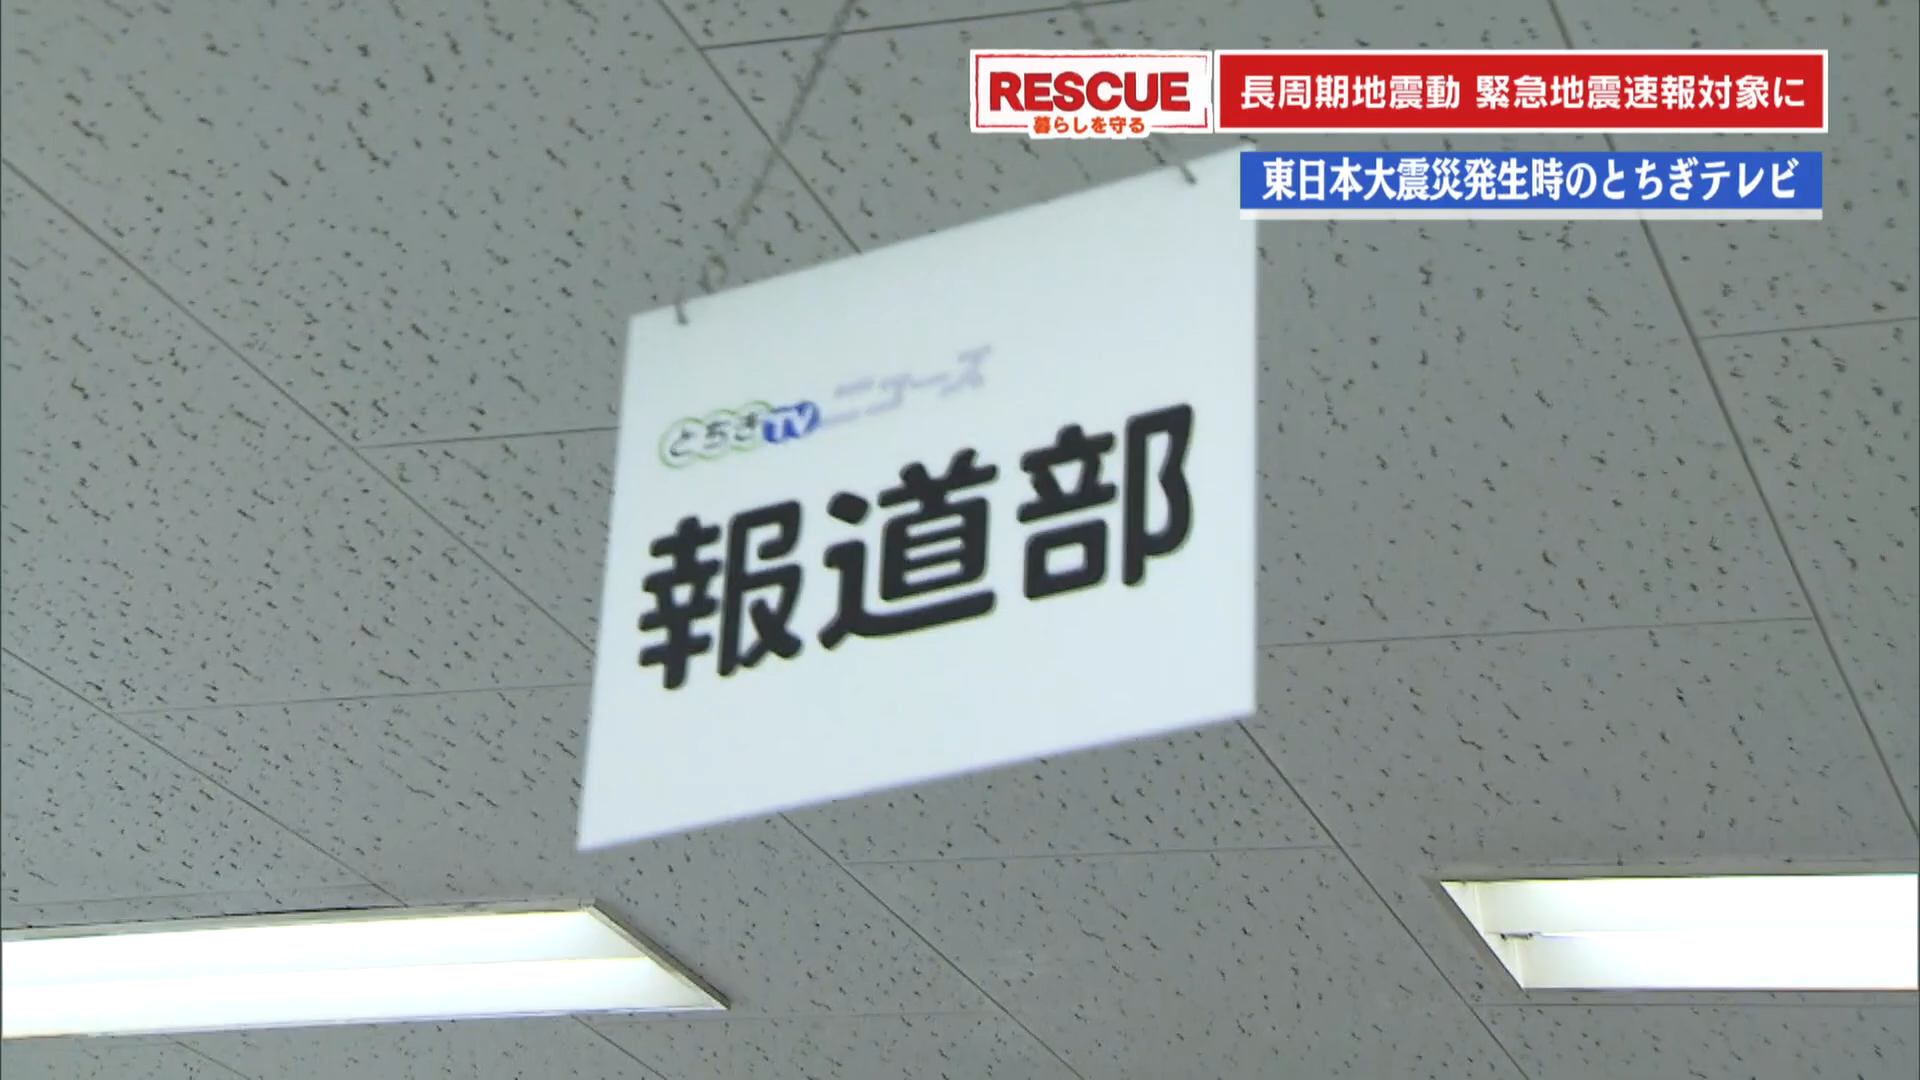 RESCUE
暮らしを守る
長周期地震動 緊急地震速報対象に
東日本大震災発生時のとちぎテレビ
とちぎTV ニュース
報道部